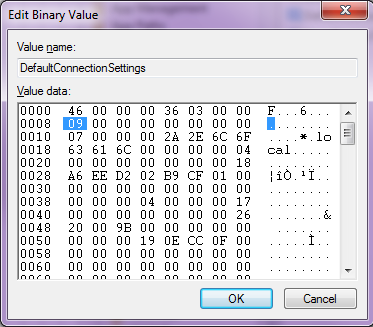 Edit Binary Value
Value name:
DefaultConnectionSettings
Value data:
0000 46 00 00 00 36 03 00 00 F...6...
0008 09 00 00 00 00 00 00 00 ........
0010 07 00 00 00 2A 2E 6C 6F ....*.lo
0018 63 61 6C 00 00 00 00 04 cal.....
0020 00 00 00 00 00 00 00 18 ........
0028 A6 EE D2 02 B9 CF 01 00 ¦îÒ.¹Ï..
0030 00 00 00 00 00 00 00 00 ........
0038 00 00 00 04 00 00 00 17 ........
0040 00 00 00 00 00 00 00 26 .......&
0048 20 00 9B 00 00 00 00 00 .......
0050 00 00 00 19 0E CC 0F 00 .....Ì..
0058 00 00 00 00 00 00 00 00 ........
0060 00 00 00 00 00 00 00 00
OK
Cancel